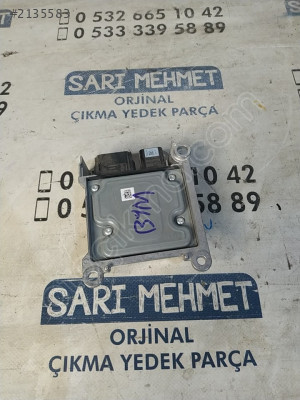 #2135583
0 532 665 10 42
0 533 339 58 89
SARI MEHMET
ORJİNAL
ÇIKMA YEDEK PARÇA
10 42
58 89
SARI MEHMET
ORJİNAL
ÇIKMA YEDEK PARÇA